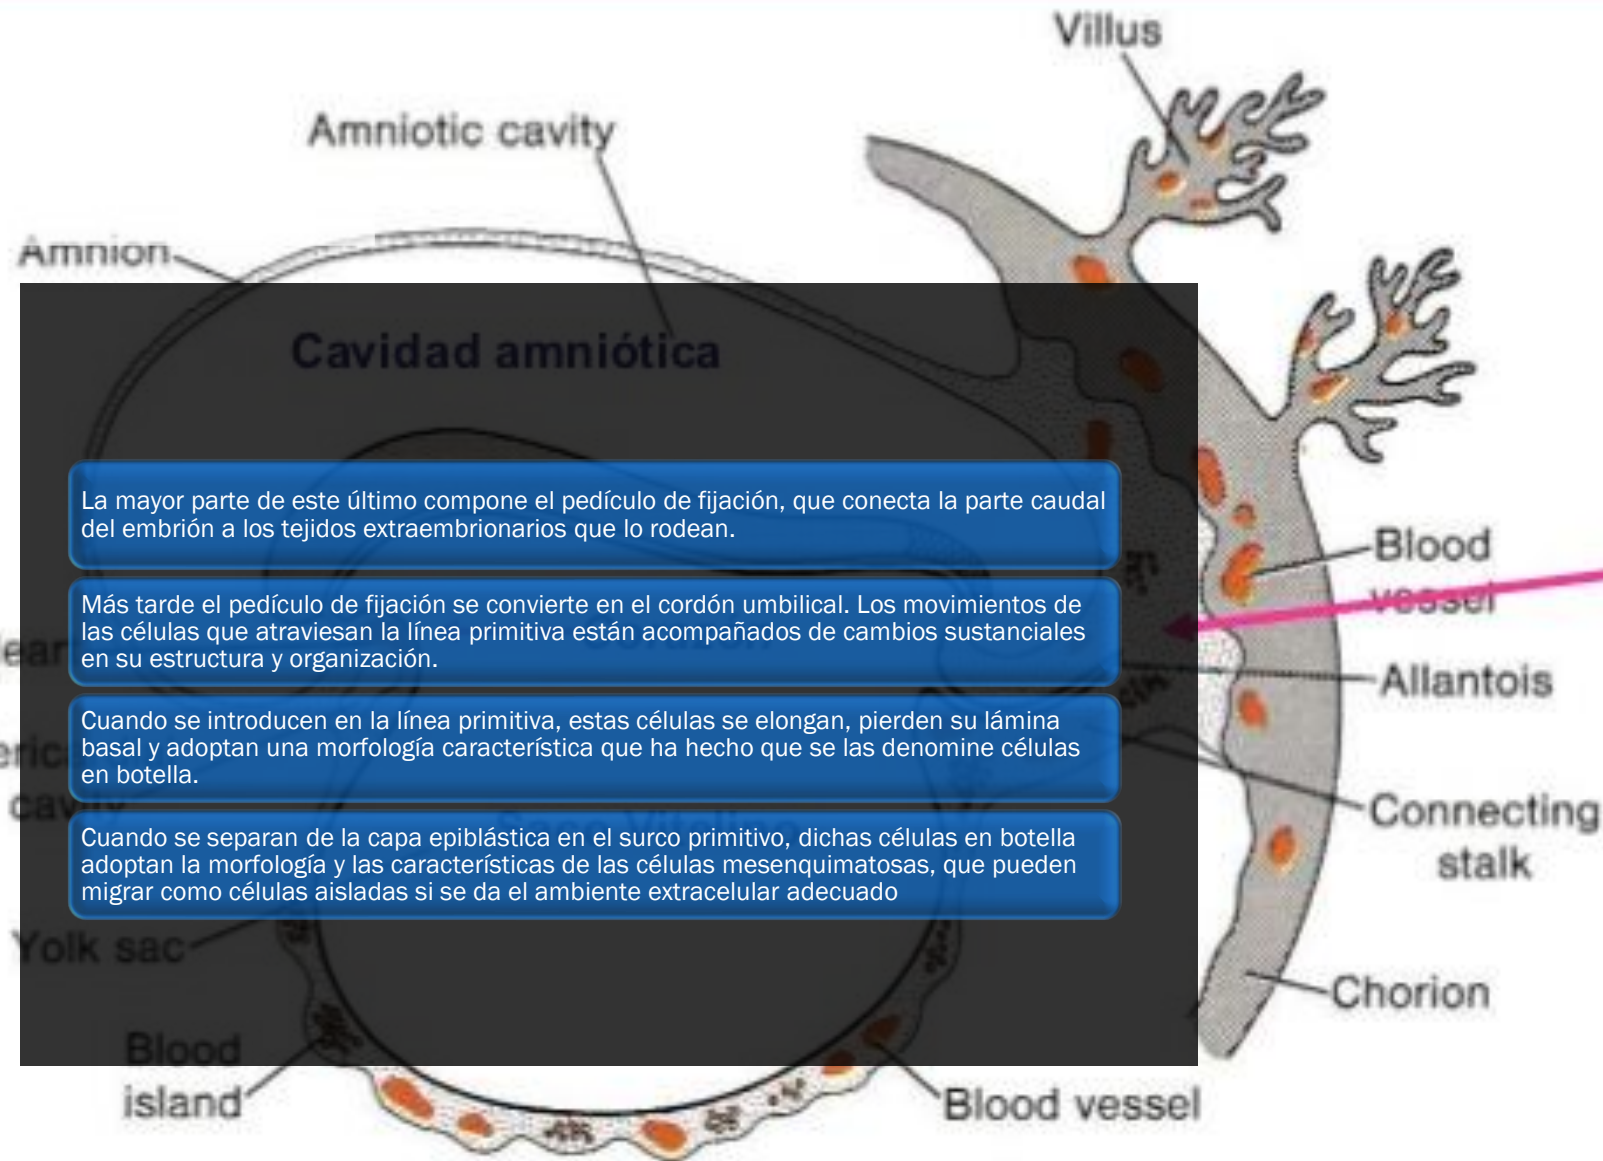 Villus
Amniotic cavity
Amnion
Cavidad amniótica
La mayor parte de este último compone el pedículo de fijación, que conecta la parte caudal
del embrión a los tejidos extraembrionarios que lo rodean.
Blood
vessel
Más tarde el pedículo de fijación se convierte en el cordón umbilical. Los movimientos de
las células que atraviesan la línea primitiva están acompañados de cambios sustanciales
en su estructura y organización.
Allantois
Cuando se introducen en la línea primitiva, estas células se elongan, pierden su lámina
basal y adoptan una morfología característica que ha hecho que se las denomine células
en botella.
cavity
Connecting
stalk
Cuando se separan de la capa epiblástica en el surco primitivo, dichas células en botella
adoptan la morfología y las características de las células mesenquimatosas, que pueden
migrar como células aisladas si se da el ambiente extracelular adecuado
Yolk sac
Chorion
Blood
island
Blood vessel